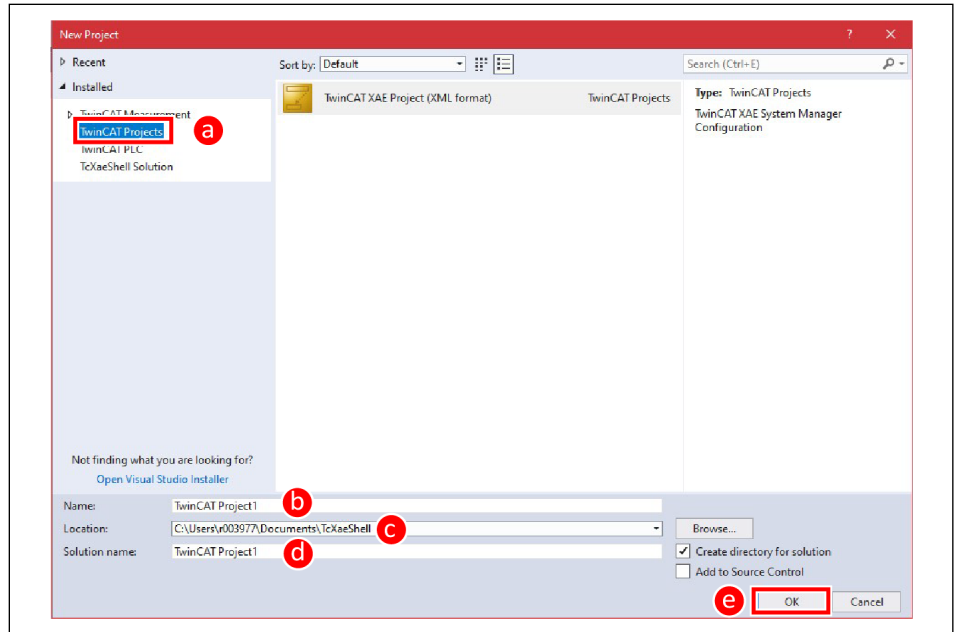 New Project
? ×
Recent
Sort by: Default
Search (Ctrl+E)
Installed
TwinCAT XAE Project (XML format) TwinCAT Projects
Type: TwinCAT Projects
TwinCAT XAE System Manager
Configuration
TwinCAT Measurement
TwinCAT Projects
a
TwinCAT PLC
TcXaeShell Solution
Not finding what you are looking for?
Open Visual Studio Installer
Name: TwinCAT Project1
b
Location: C:\Users\r003977\Documents\TcXaeShell
c
Browse...
Solution name: TwinCAT Project1
d
Create directory for solution
Add to Source Control
e
OK Cancel